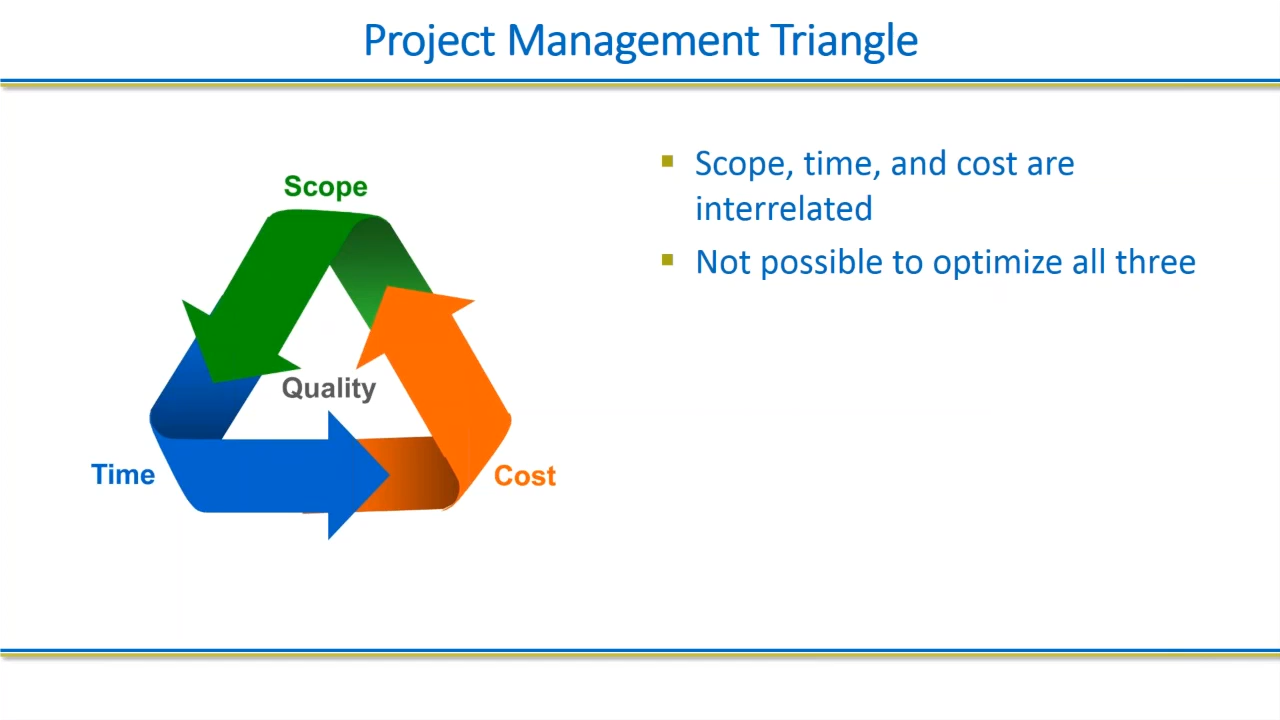 Project Management Triangle
Scope
Quality
Time
Cost
Scope, time, and cost are
interrelated
Not possible to optimize all three